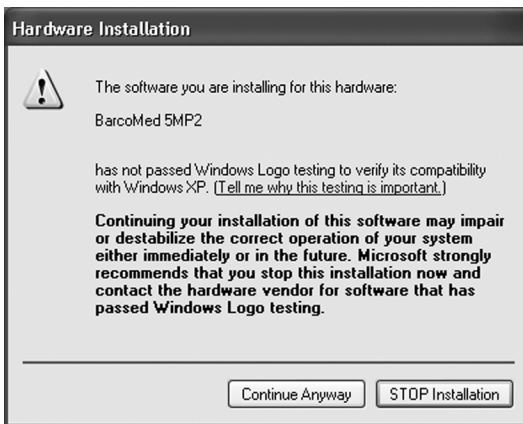 Hardware Installation
The software you are installing for this hardware:
BarcoMed 5MP2
has not passed Windows Logo testing to verify its compatibility
with Windows XP. (Tell me why this testing is important.)
Continuing your installation of this software may impair
or destabilize the correct operation of your system
either immediately or in the future. Microsoft strongly
recommends that you stop this installation now and
contact the hardware vendor for software that has
passed Windows Logo testing.
Continue Anyway STOP Installation